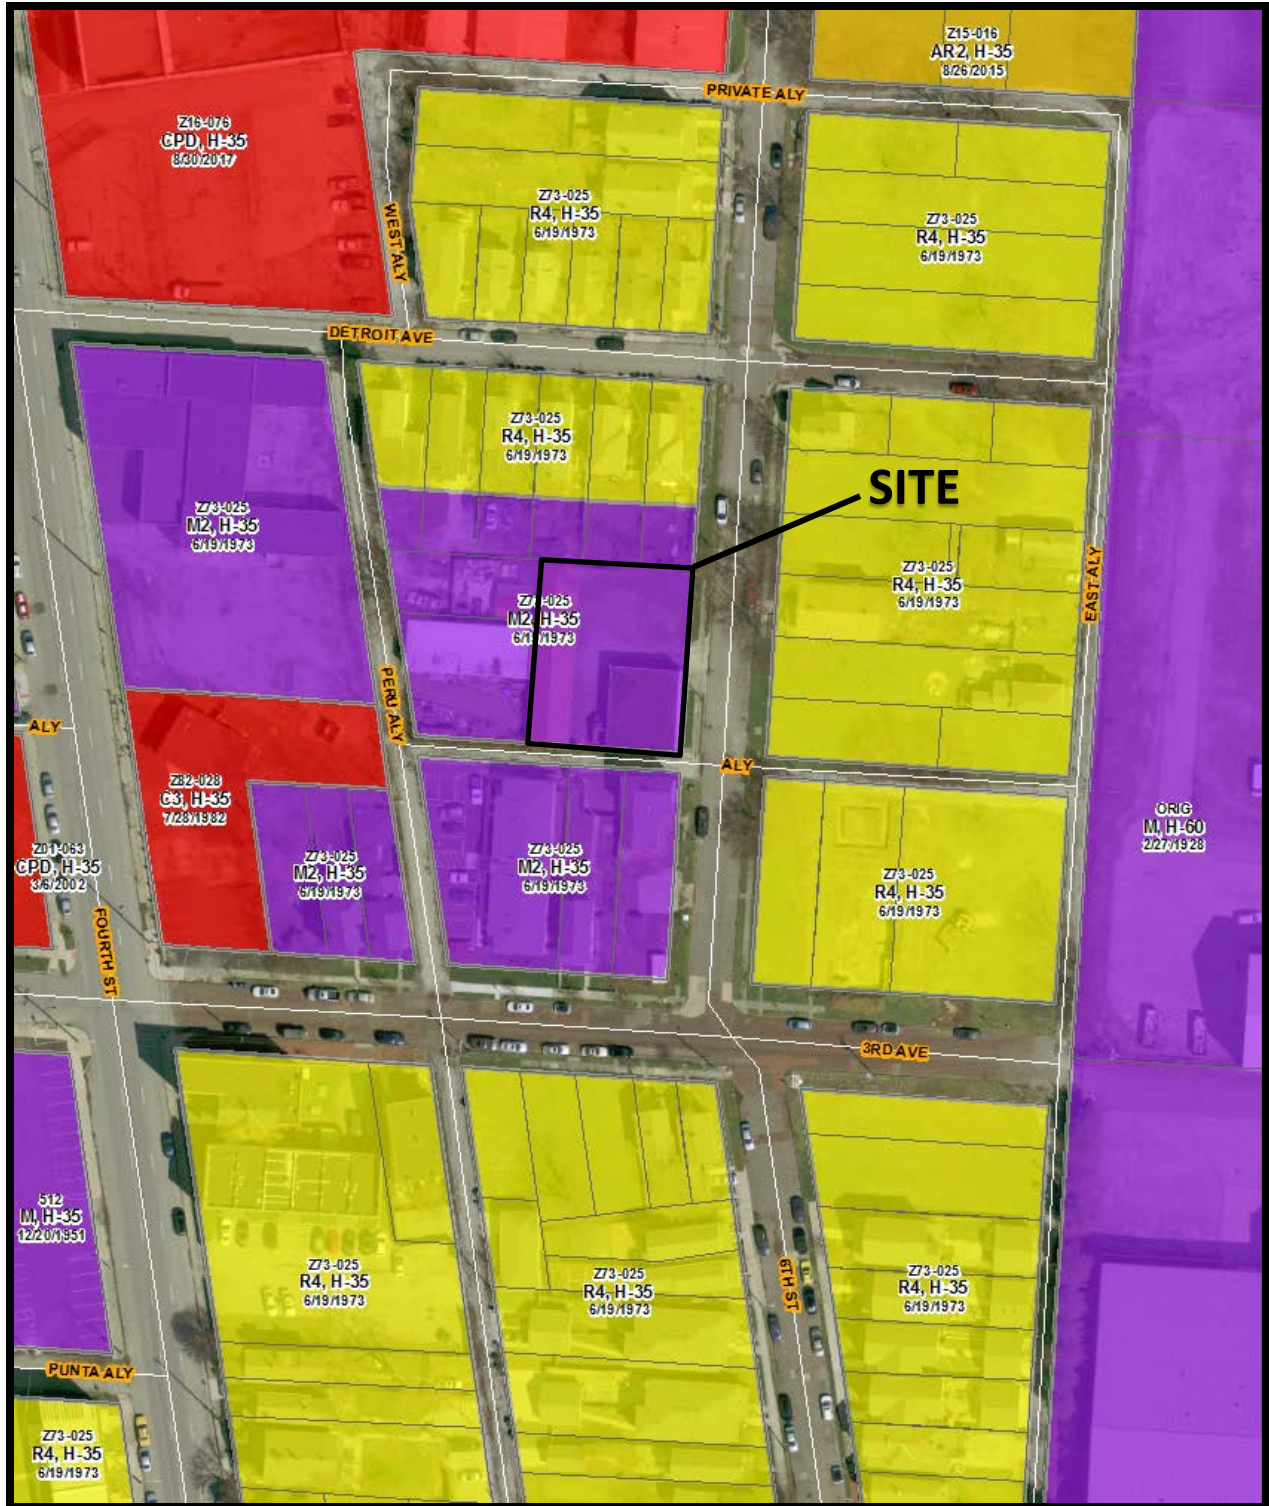 Z15-016
AR2, H-35
8/26/2015
PRIVATE ALY
Z16-076
CPD, H-35
8/30/2017
Z73-025
R4, H-35
6/19/1973
Z73-025
R4, H-35
6/19/1973
WEST ALY
DETROIT AVE
Z73-025
R4, H-35
6/19/1973
SITE
Z73-025
M2, H-35
6/19/1973
Z73-025
R4, H-35
6/19/1973
EAST ALY
Z73-025
M2, H-35
6/19/1973
PERU ALY
ALY
ALY
Z82-028
C3, H-35
7/28/1982
ORIG
M, H-60
2/27/1928
Z01-063
CPD, H-35
3/6/2002
Z73-025
M2, H-35
6/19/1973
Z73-025
M2, H-35
6/19/1973
Z73-025
R4, H-35
6/19/1973
FOURTH ST
3RD AVE
512
M, H-35
12/20/1951
Z73-025
R4, H-35
6/19/1973
Z73-025
R4, H-35
6/19/1973
6TH ST
Z73-025
R4, H-35
6/19/1973
PUNTA ALY
Z73-025
R4, H-35
6/19/1973